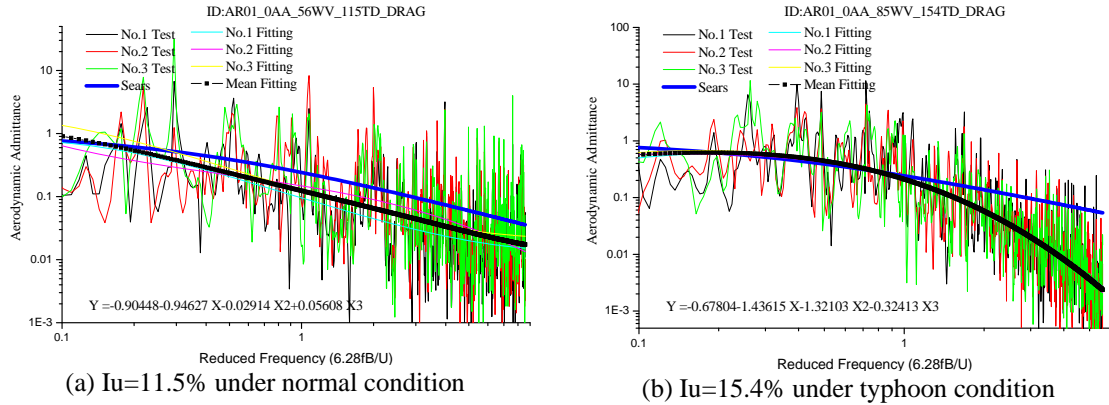 ID:AR01_0AA_56WV_115TD_DRAG
No.1 Test
No.2 Test
No.3 Test
Sears
No.1 Fitting
No.2 Fitting
No.3 Fitting
Mean Fitting
Aerodynamic Admittance
10
1
0.1
0.01
1E-3
Y =-0.90448-0.94627 X-0.02914 X2+0.05608 X3
0.1
1
Reduced Frequency (6.28fB/U)
(a) Iu=11.5% under normal condition
ID:AR01_0AA_85WV_154TD_DRAG
No.1 Test
No.2 Test
No.3 Test
Sears
No.1 Fitting
No.2 Fitting
No.3 Fitting
Mean Fitting
Aerodynamic Admittance
100
10
1
0.1
0.01
1E-3
Y =-0.67804-1.43615 X-1.32103 X2-0.32413 X3
0.1
1
Reduced Frequency (6.28fB/U)
(b) Iu=15.4% under typhoon condition